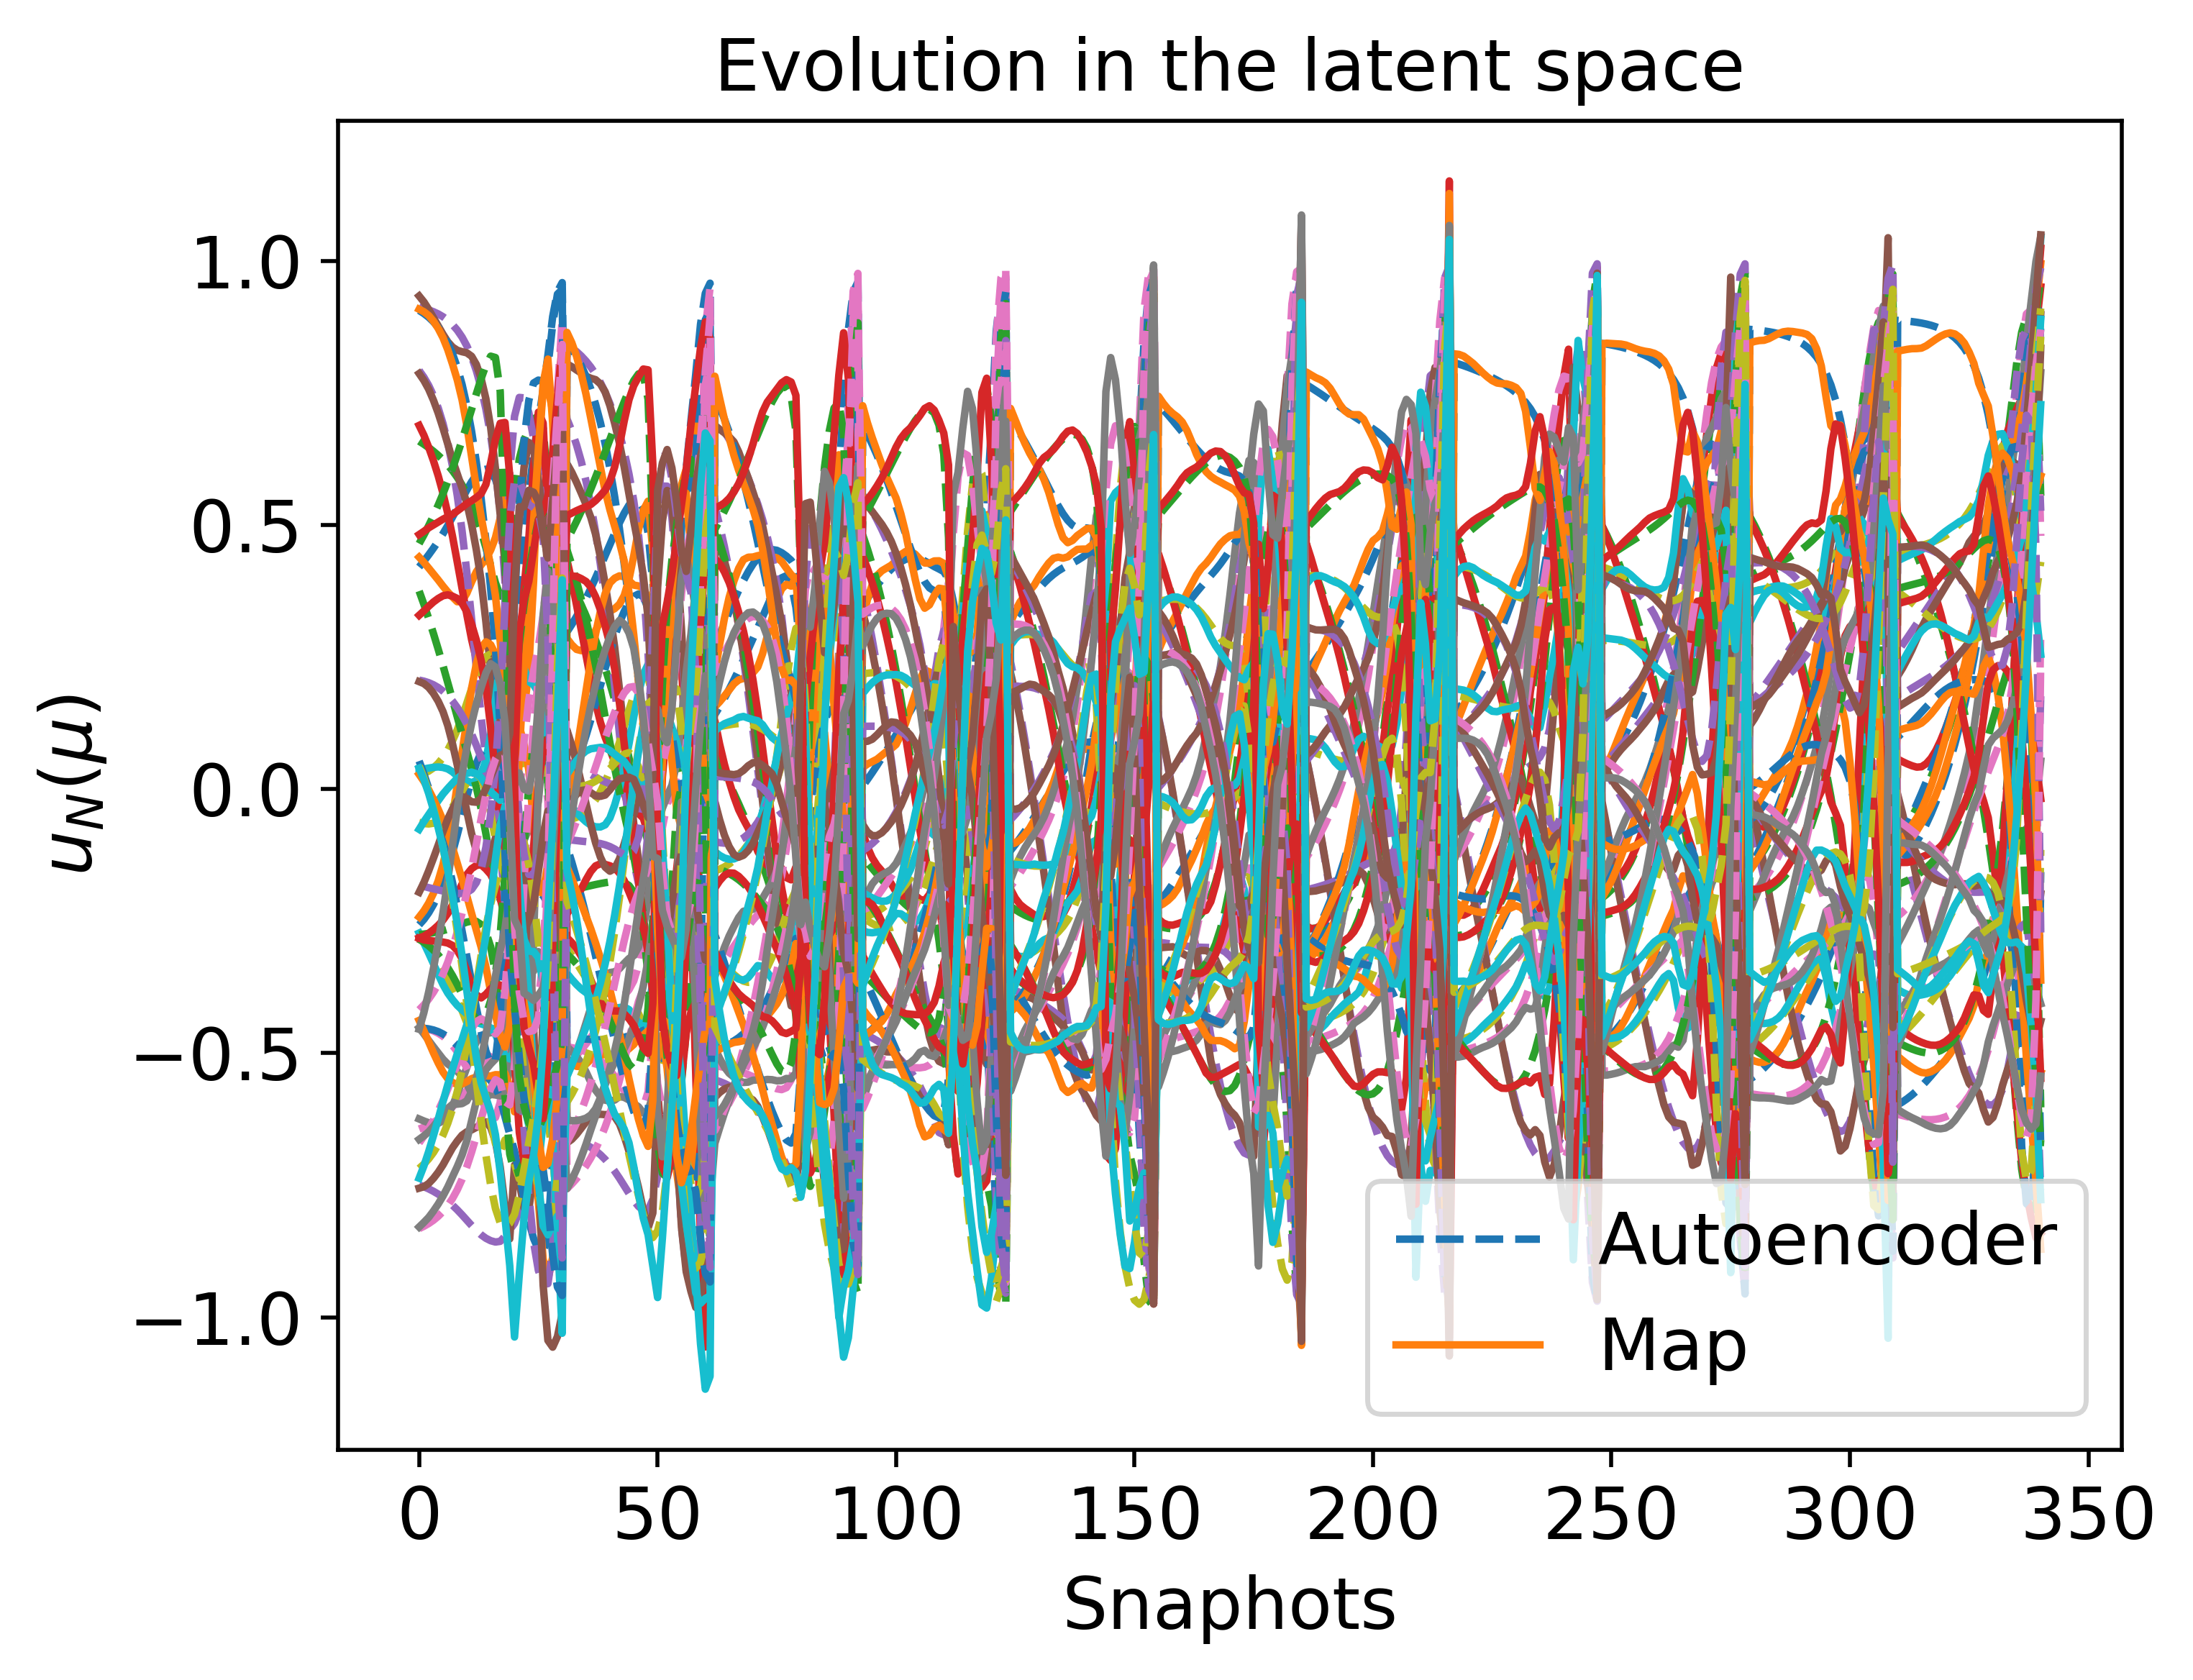 Evolution in the latent space
1.0
0.5
0.0
−0.5
−1.0
u_N(μ)
Autoencoder
Map
0 50 100 150 200 250 300 350
Snaphots